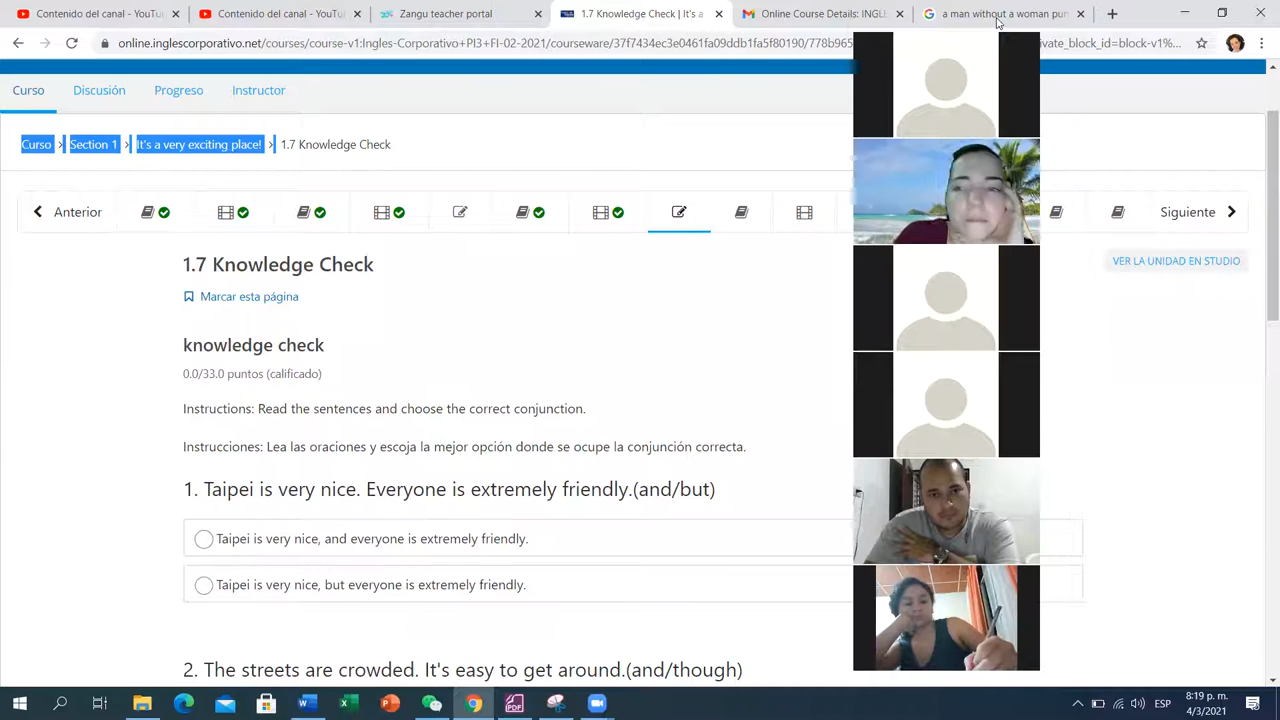 Contenido del canal - YouTu
Contenido del canal - YouTu
Zangu teacher portal
1.7 Knowledge Check | It's a
Online Course Details: INGL
a man without a woman pun
online.inglescorporativo.net/courses/course-v1:Ingles-Corporativo+FI3+FI-02-2021/courseware/37f7434ec3e0461fa09ddb1fa5f80190/778b965
ivate_block_id=block-v1%...
Curso
Discusión
Progreso
Instructor
Curso > Section 1 > It's a very exciting place! > 1.7 Knowledge Check
Anterior
Siguiente
1.7 Knowledge Check
VER LA UNIDAD EN STUDIO
Marcar esta página
knowledge check
0.0/33.0 puntos (calificado)
Instructions: Read the sentences and choose the correct conjunction.
Instrucciones: Lea las oraciones y escoja la mejor opción donde se ocupe la conjunción correcta.
1. Taipei is very nice. Everyone is extremely friendly.(and/but)
Taipei is very nice, and everyone is extremely friendly.
Taipei is very nice, but everyone is extremely friendly.
2. The streets are crowded. It's easy to get around.(and/though)
ESP
8:19 p. m.
4/3/2021